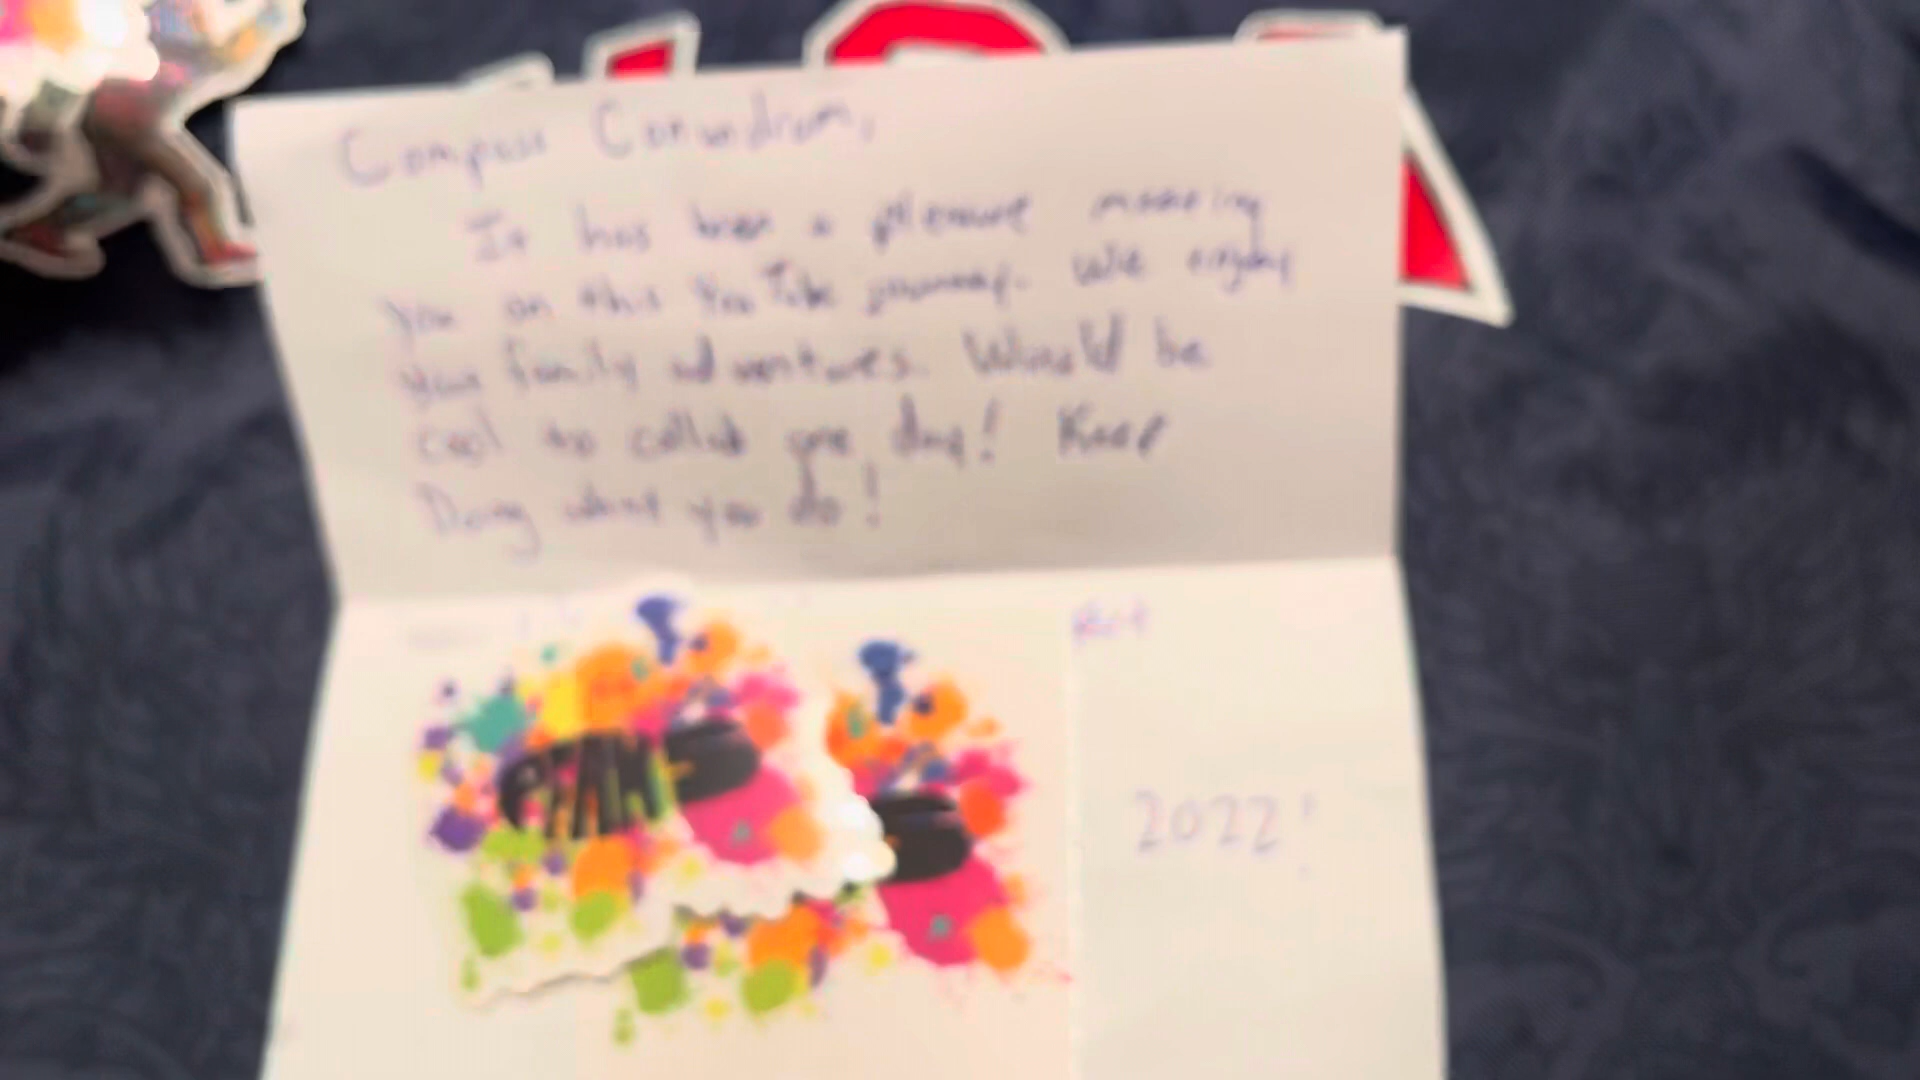 Compass Conundrum,
It has been a pleasure meeting
you on this YouTube journey. We enjoy
your family adventures. Would be
cool to collab one day! Keep
Doing what you do!
2022!